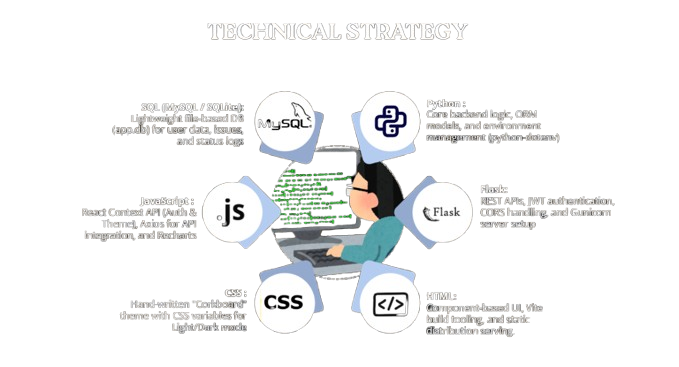 TECHNICAL STRATEGY
SQL (MySQL / SQLite):
Lightweight file-based DB
(app.db) for user data, issues,
and status logs
MySQL
Python :
Core backend logic, ORM
models, and environment
management (python-dotenv)
JavaScript :
React Context API (Auth &
Theme), Axios for API
integration, and Recharts
.js
Flask
Flask:
REST APIs, JWT authentication,
CORS handling, and Gunicorn
server setup
CSS :
Hand-written "Corkboard"
theme with CSS variables for
Light/Dark mode
CSS
</>
HTML:
Component-based UI, Vite
build tooling, and static
distribution serving.